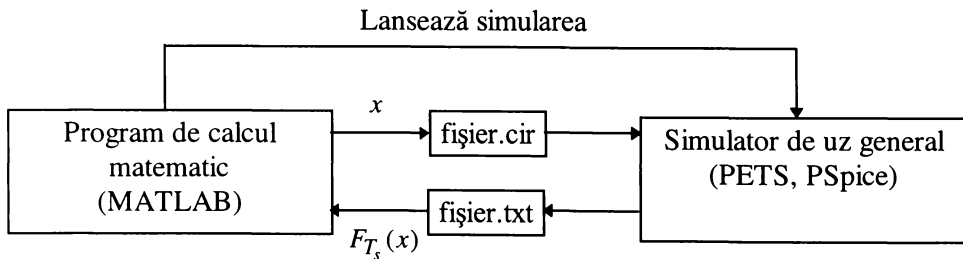 Lansează simularea
x
Program de calcul
matematic
(MATLAB)
fişier.cir
Simulator de uz general
(PETS, PSpice)
fişier.txt
F_{T_s}(x)